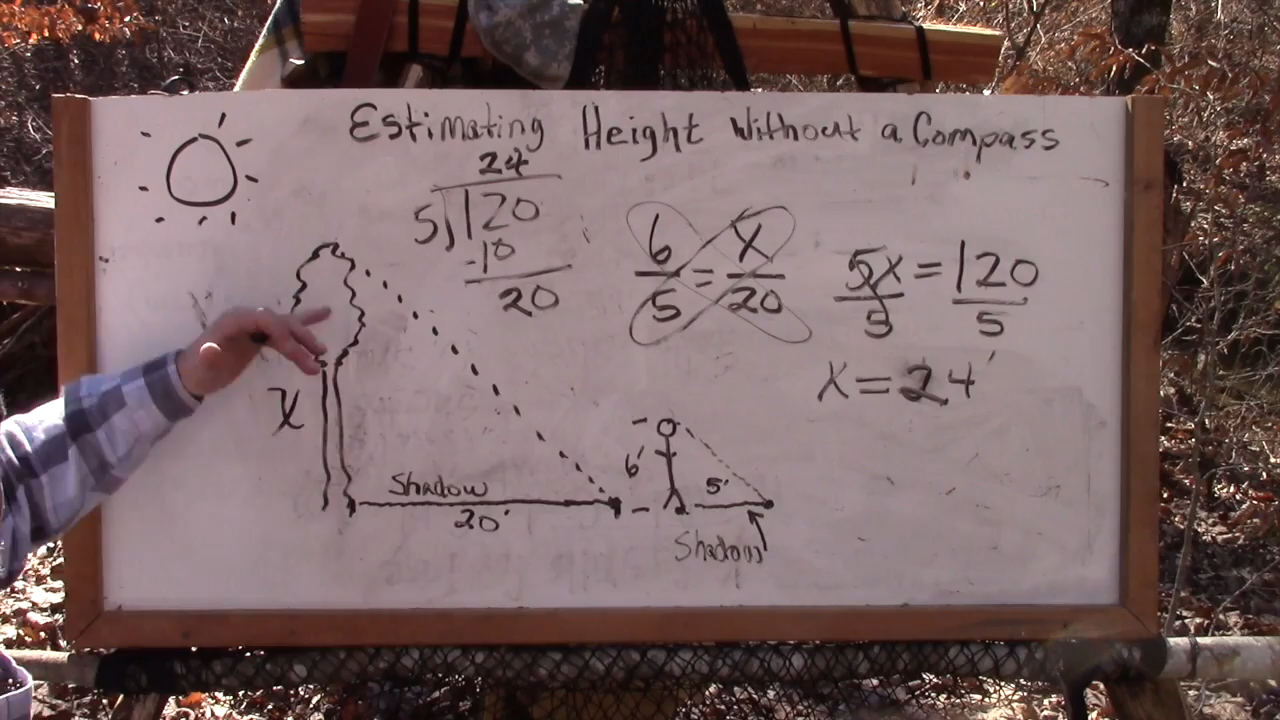 Estimating Height Without a Compass
24
5)120
-10
20
6/5 = X/20
5X/5 = 120/5
X = 24'
X
Shadow
20'
6'
5'
Shadow